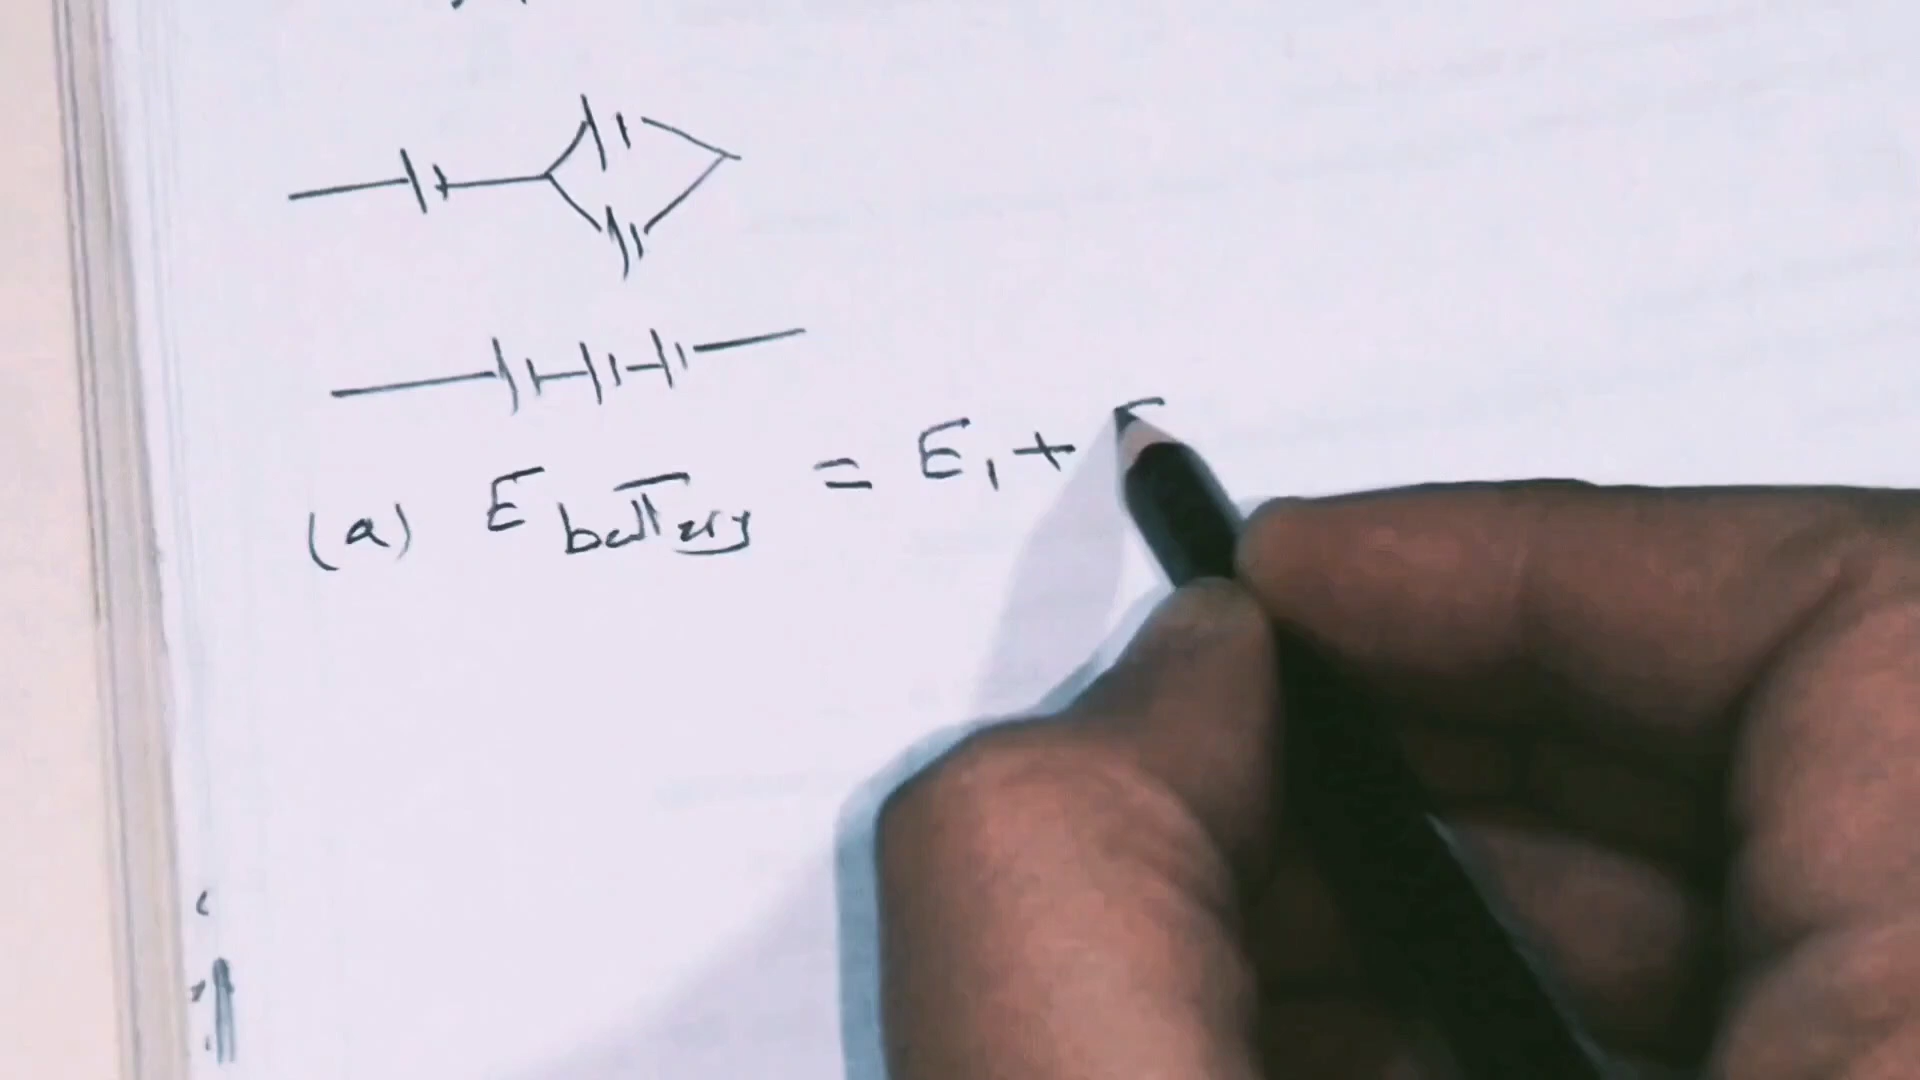 (a) E battery = E₁ +